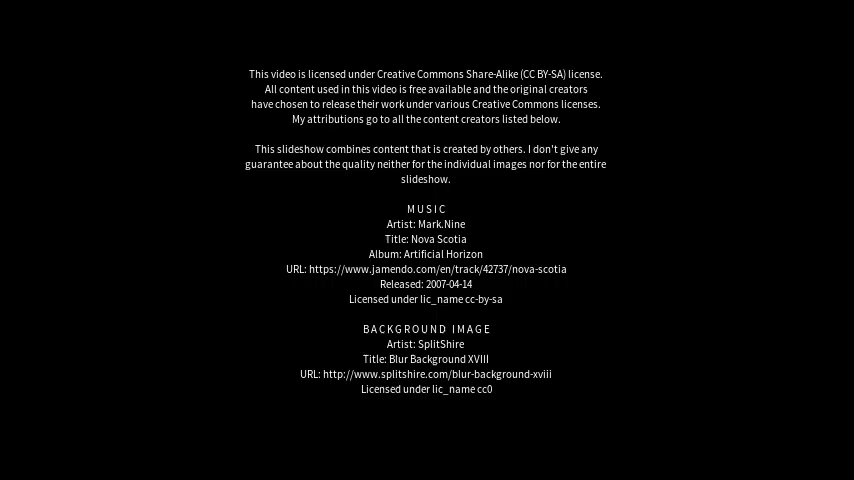 This video is licensed under Creative Commons Share-Alike (CC BY-SA) license.
All content used in this video is free available and the original creators
have chosen to release their work under various Creative Commons licenses.
My attributions go to all the content creators listed below.
This slideshow combines content that is created by others. I don't give any
guarantee about the quality neither for the individual images nor for the entire
slideshow.
MUSIC
Artist: Mark.Nine
Title: Nova Scotia
Album: Artificial Horizon
URL: https://www.jamendo.com/en/track/42737/nova-scotia
Released: 2007-04-14
Licensed under lic_name cc-by-sa
BACKGROUND IMAGE
Artist: SplitShire
Title: Blur Background XVIII
URL: http://www.splitshire.com/blur-background-xviii
Licensed under lic_name cc0